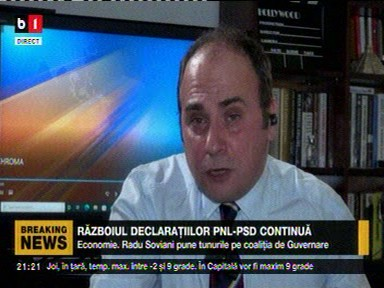 b1
DIRECT
HOLLYWOOD
CHROMA
BREAKING
NEWS
RĂZBOIUL DECLARAȚIILOR PNL-PSD CONTINUĂ
Economie. Radu Soviani pune tunurile pe coaliția de Guvernare
21:21 Joi, în țară, temp. max. între -2 și 9 grade. În Capitală vor fi maxim 9 grade